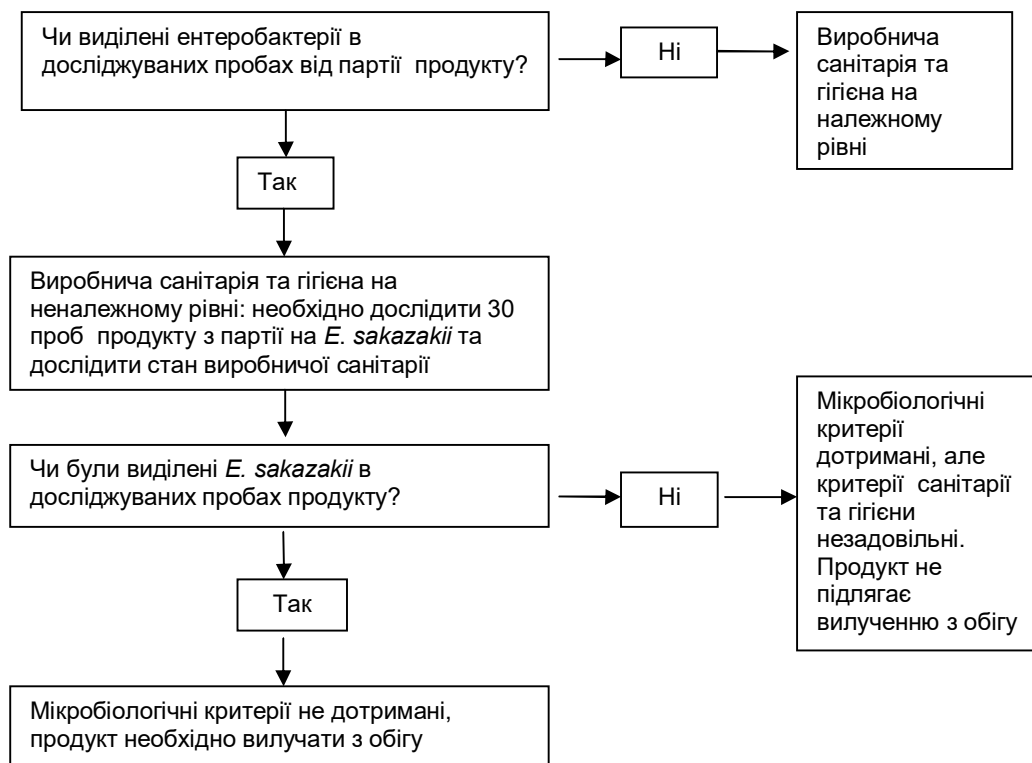 Чи виділені ентеробактерії в
досліджуваних пробах від партії продукту?
Ні
Виробнича
санітарія та
гігієна на
належному
рівні
Так
Виробнича санітарія та гігієна на
неналежному рівні: необхідно дослідити 30
проб продукту з партії на E. sakazakii та
дослідити стан виробничої санітарії
Чи були виділені E. sakazakii в
досліджуваних пробах продукту?
Ні
Мікробіологічні
критерії
дотримані, але
критерії санітарії
та гігієни
незадовільні.
Продукт не
підлягає
вилученню з обігу
Так
Мікробіологічні критерії не дотримані,
продукт необхідно вилучати з обігу